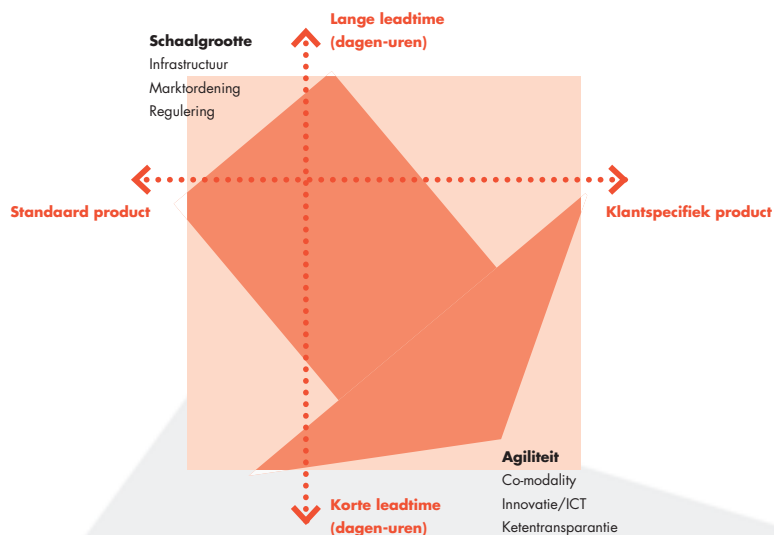 Lange leadtime
(dagen-uren)
Schaalgrootte
Infrastructuur
Marktordening
Regulering
Standaard product
Klantspecifiek product
Agiliteit
Co-modality
Innovatie/ICT
Ketentransparantie
Korte leadtime
(dagen-uren)